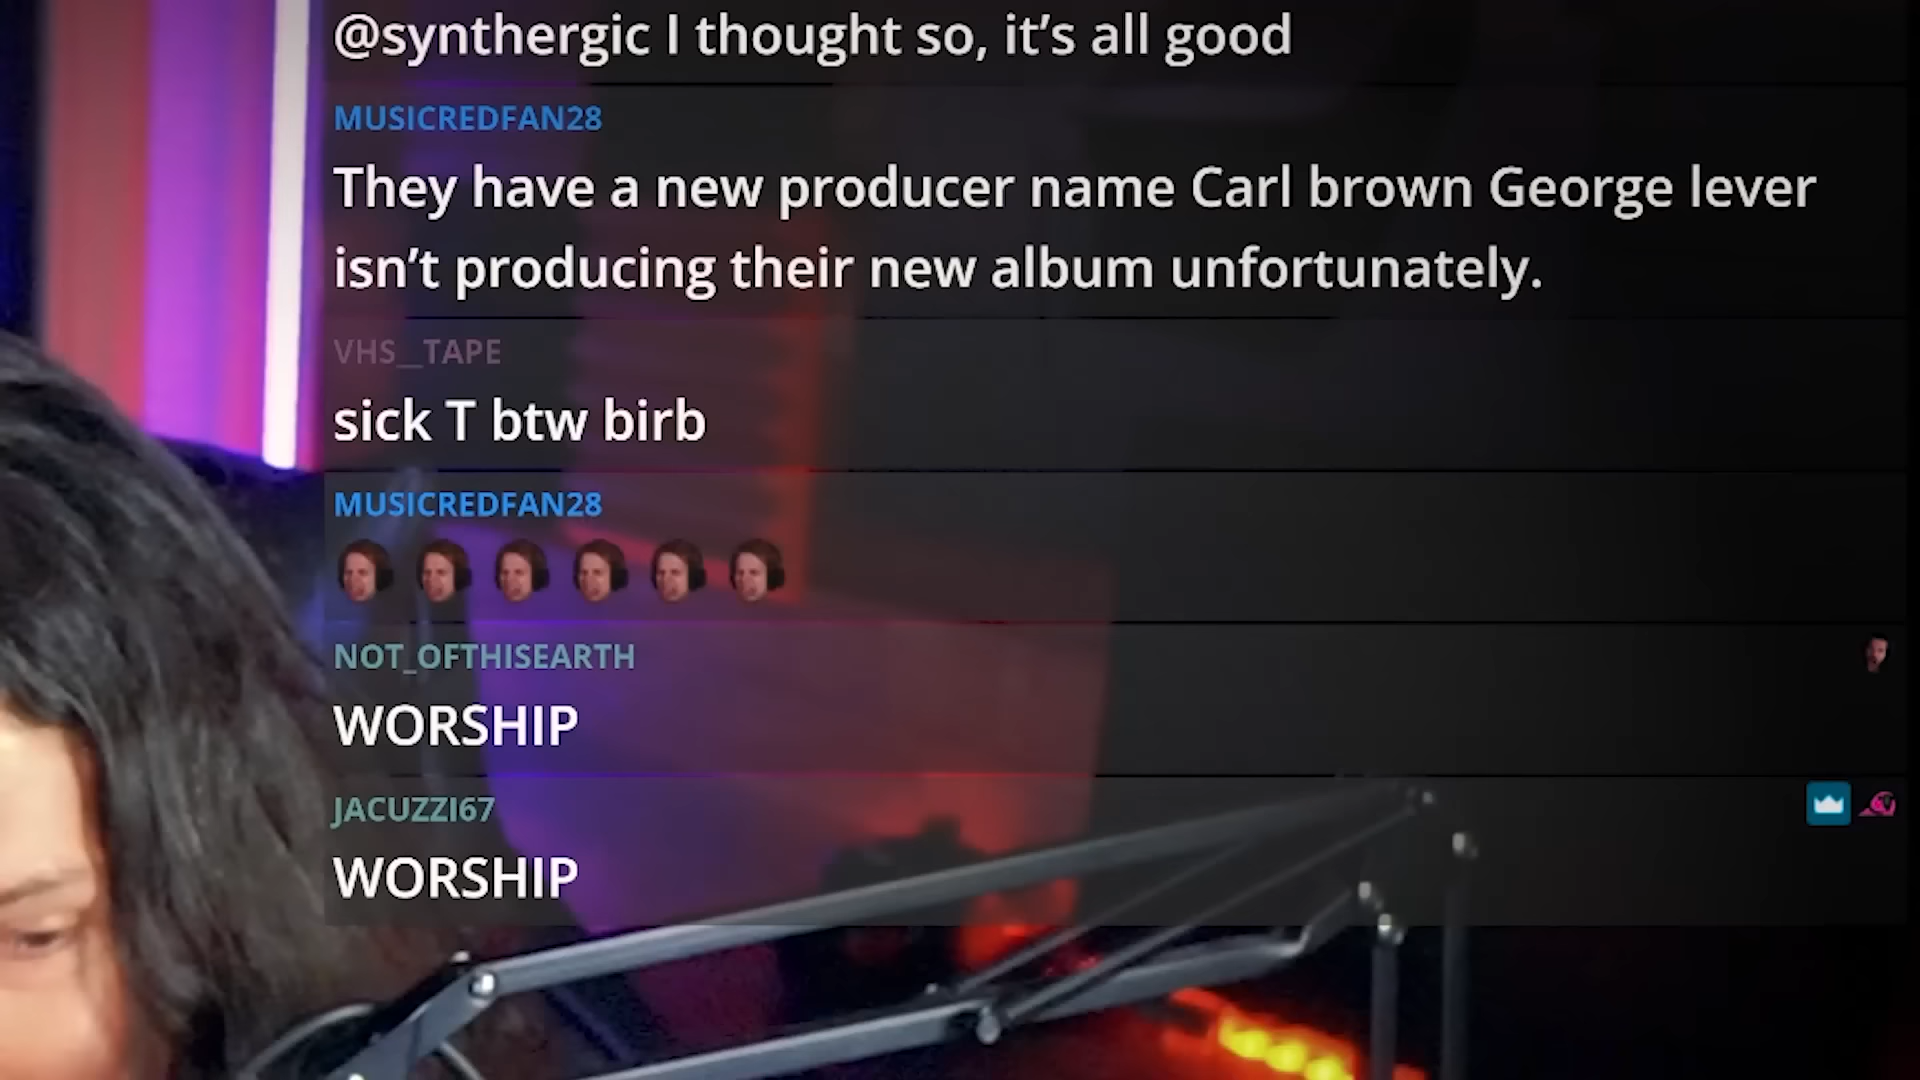 @synthergic I thought so, it’s all good
MUSICREDFAN28
They have a new producer name Carl brown George lever
isn’t producing their new album unfortunately.
VHS__TAPE
sick T btw birb
MUSICREDFAN28
NOT_OFTHISEARTH
WORSHIP
JACUZZI67
WORSHIP